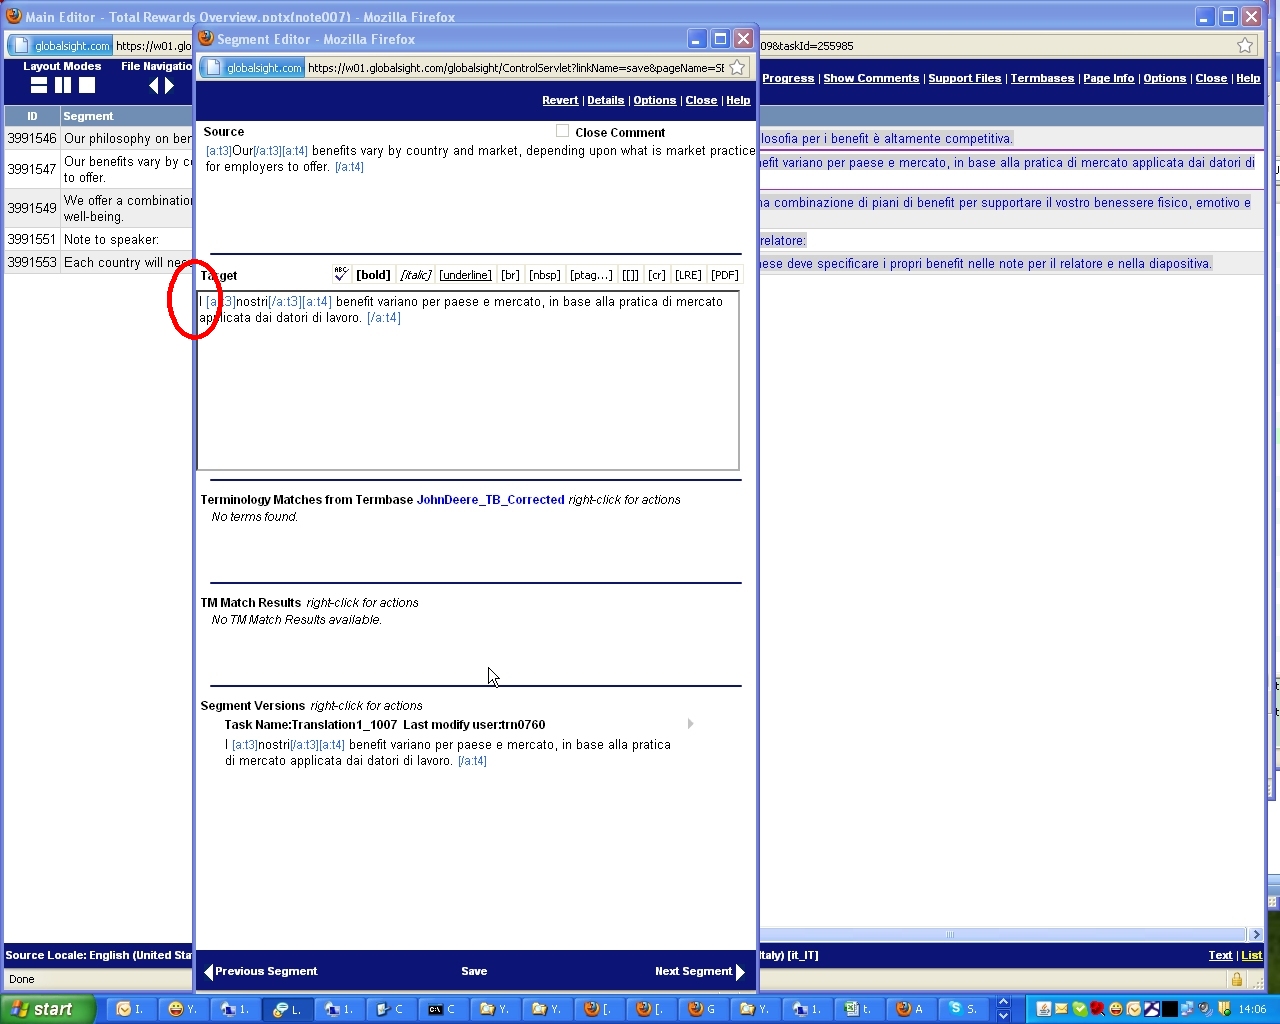 Main Editor - Total Rewards Overview.pptx(note007) - Mozilla Firefox
Segment Editor - Mozilla Firefox
globalsight.com https://w01.glo
09&taskId=255985
globalsight.com https://w01.globalsight.com/globalsight/ControlServlet?linkName=save&pageName=SE
Layout Modes File Navigatio
Progress | Show Comments | Support Files | Termbases | Page Info | Options | Close | Help
Revert | Details | Options | Close | Help
ID Segment
3991546 Our philosophy on ben
3991547 Our benefits vary by co
to offer.
3991549 We offer a combination
well-being.
3991551 Note to speaker:
3991553 Each country will nee
Source Close Comment
[a:t3]Our[/a:t3][a:t4] benefits vary by country and market, depending upon what is market practice
for employers to offer. [/a:t4]
losofia per i benefit è altamente competitiva.
nefit variano per paese e mercato, in base alla pratica di mercato applicata dai datori di
na combinazione di piani di benefit per supportare il vostro benessere fisico, emotivo e
relatore:
nese deve specificare i propri benefit nelle note per il relatore e nella diapositiva.
Target ABC [bold] [italic] [underline] [br] [nbsp] [ptag...] [[]] [cr] [LRE] [PDF]
I [a:t3]nostri[/a:t3][a:t4] benefit variano per paese e mercato, in base alla pratica di mercato
applicata dai datori di lavoro. [/a:t4]
Terminology Matches from Termbase JohnDeere_TB_Corrected right-click for actions
No terms found.
TM Match Results right-click for actions
No TM Match Results available.
Segment Versions right-click for actions
Task Name:Translation1_1007 Last modify user:trn0760
I [a:t3]nostri[/a:t3][a:t4] benefit variano per paese e mercato, in base alla pratica
di mercato applicata dai datori di lavoro. [/a:t4]
Source Locale: English (United Sta
Italy) [it_IT]
Text | List
Previous Segment Save Next Segment
Done
start I. Y. 1. L. 1. C C Y. Y. [. [. G Y. 1. t. A S. 14:06